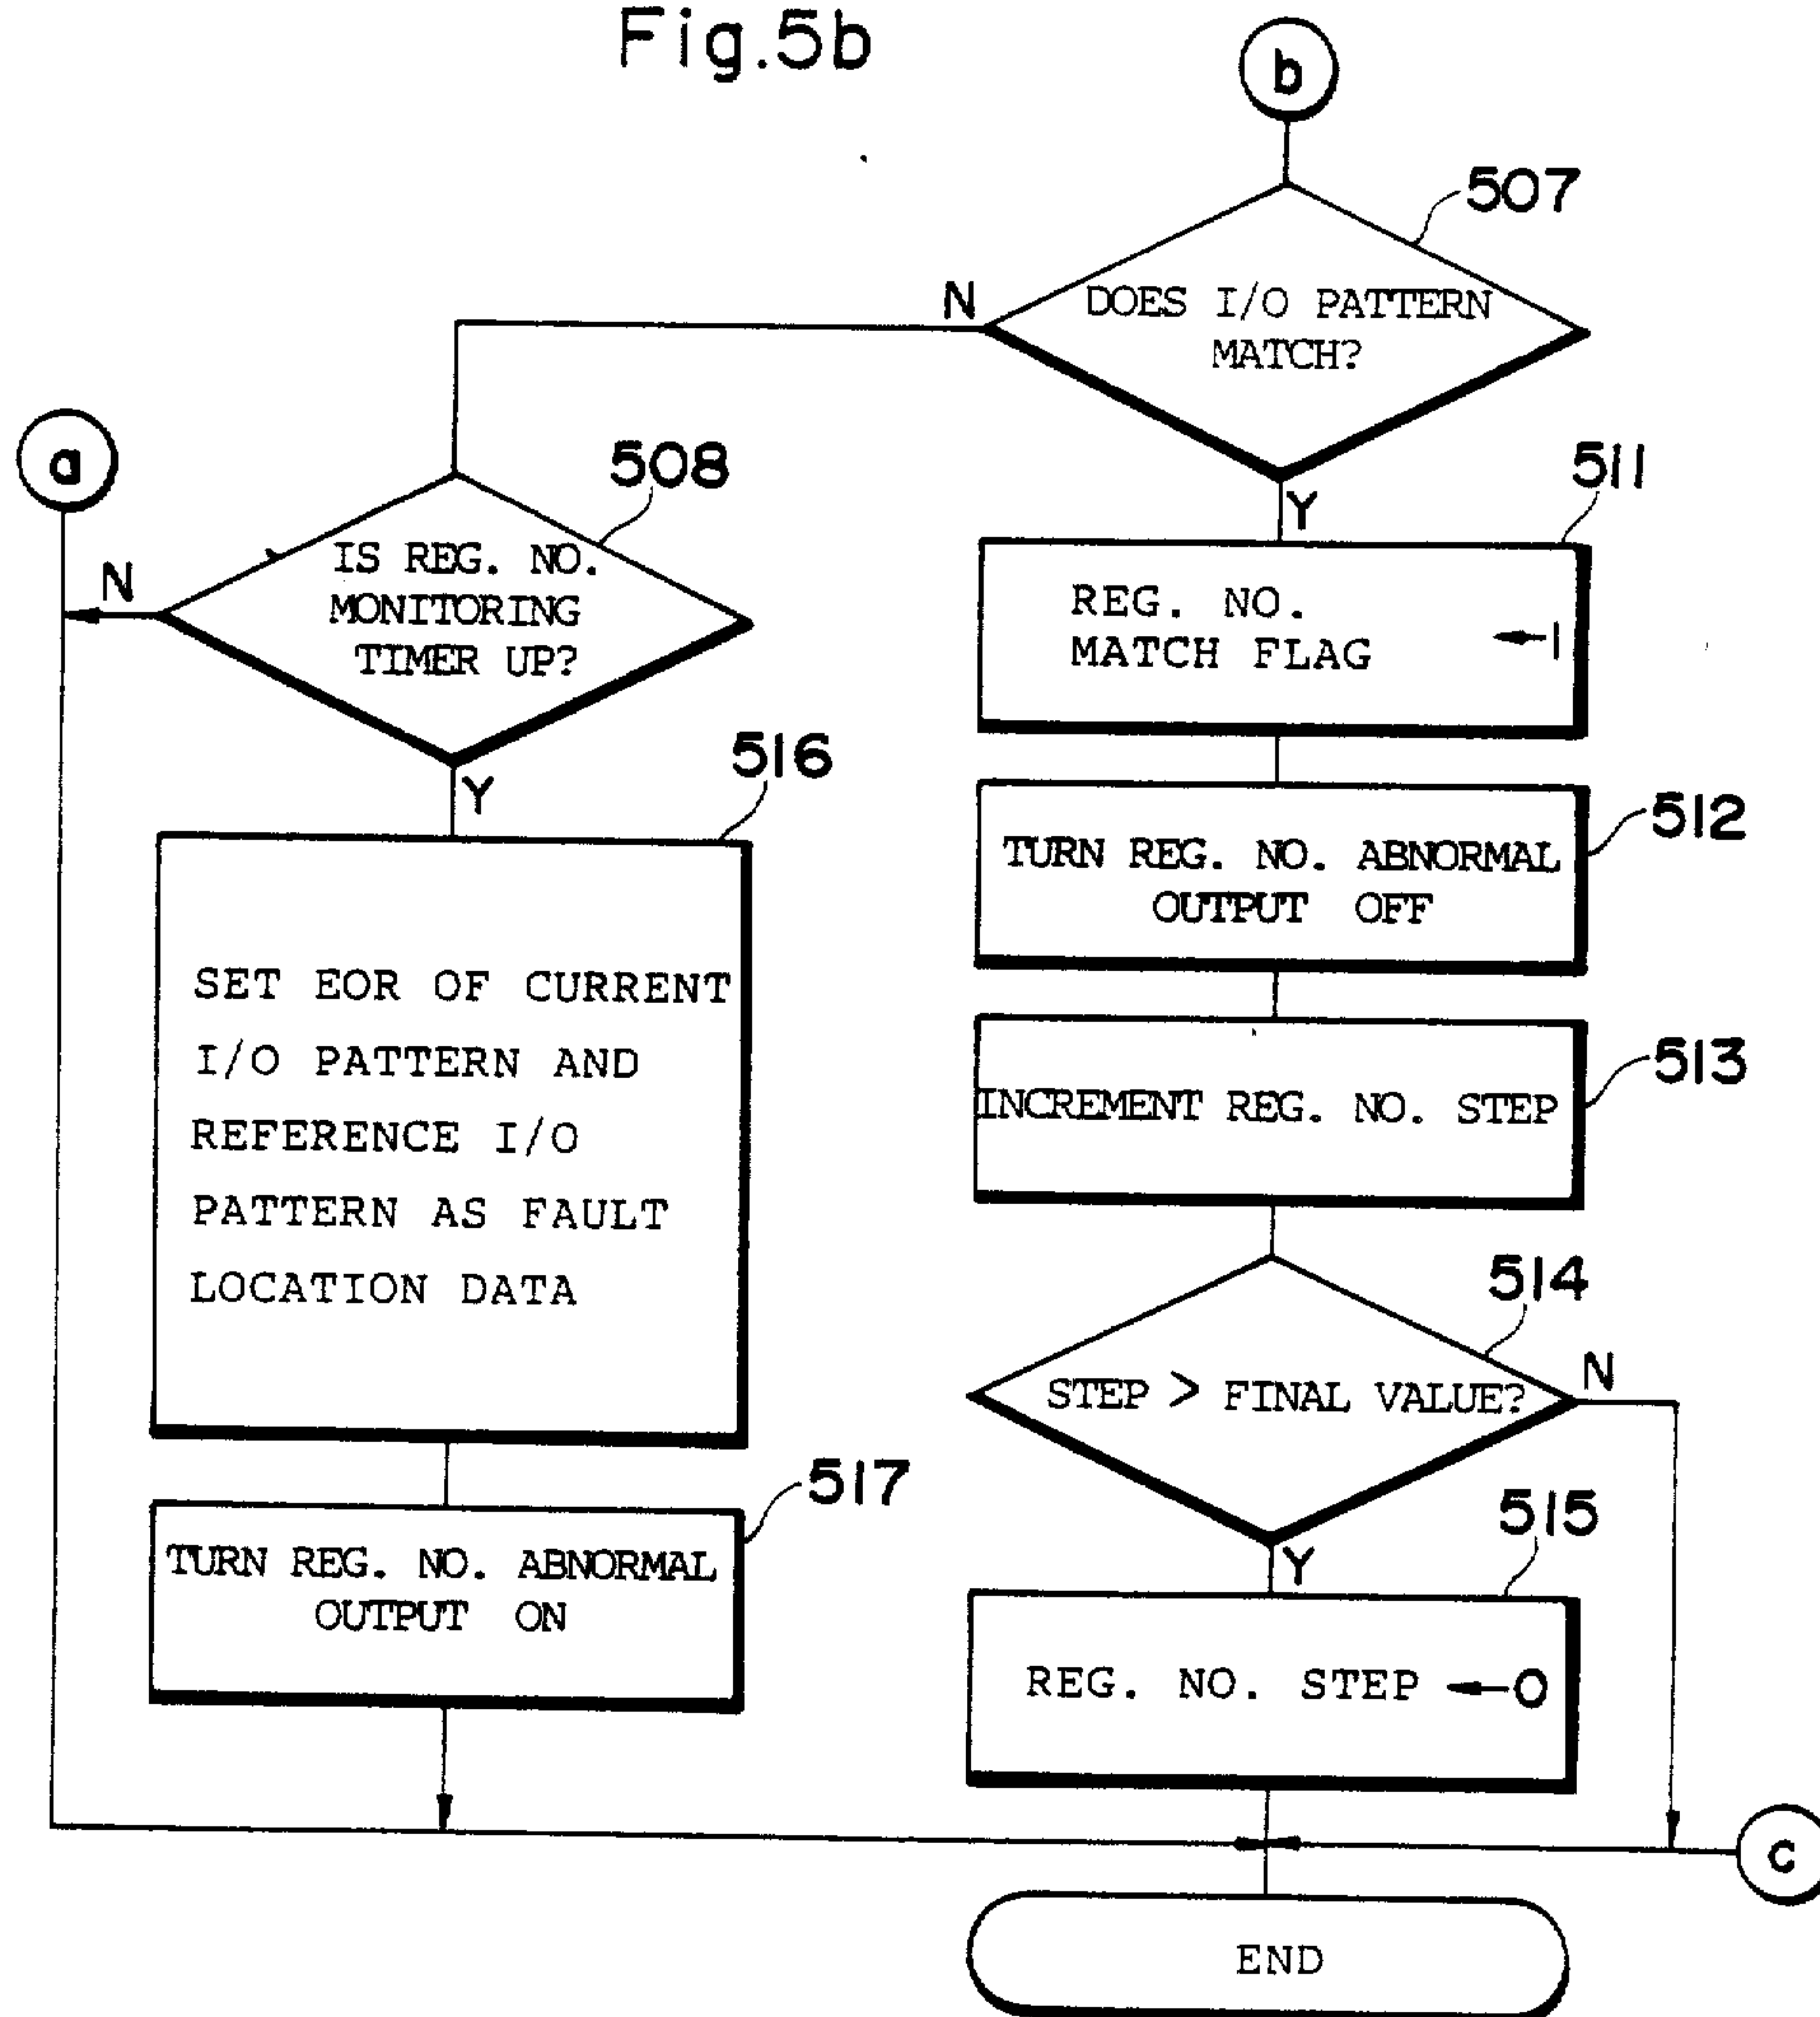 Fig.5b
b
507
N
DOES I/O PATTERN
MATCH?
Y
a
508
N
IS REG. NO.
MONITORING
TIMER UP?
Y
511
REG. NO.
MATCH FLAG
←1
512
TURN REG. NO. ABNORMAL
OUTPUT OFF
516
SET EOR OF CURRENT
I/O PATTERN AND
REFERENCE I/O
PATTERN AS FAULT
LOCATION DATA
513
INCREMENT REG. NO. STEP
514
STEP > FINAL VALUE?
N
Y
517
TURN REG. NO. ABNORMAL
OUTPUT ON
515
REG. NO. STEP ←0
c
END